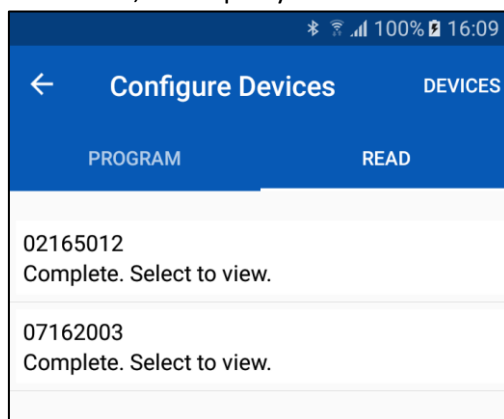 100% 16:09
Configure Devices DEVICES
PROGRAM READ
02165012
Complete. Select to view.
07162003
Complete. Select to view.